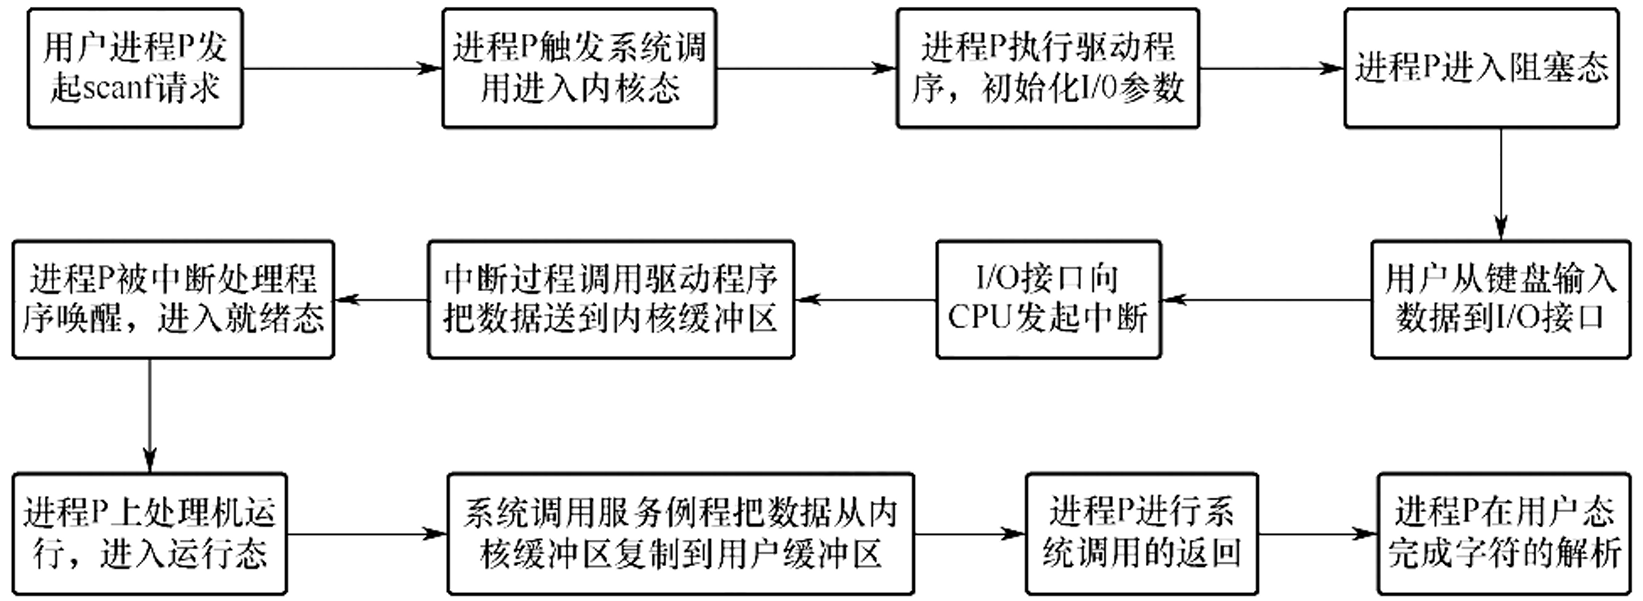 用户进程P发
起scanf请求
进程P触发系统调
用进入内核态
进程P执行驱动程
序，初始化I/0参数
进程P进入阻塞态
用户从键盘输入
数据到I/O接口
I/O接口向
CPU发起中断
中断过程调用驱动程序
把数据送到内核缓冲区
进程P被中断处理程
序唤醒，进入就绪态
进程P上处理机运
行，进入运行态
系统调用服务例程把数据从内
核缓冲区复制到用户缓冲区
进程P进行系
统调用的返回
进程P在用户态
完成字符的解析